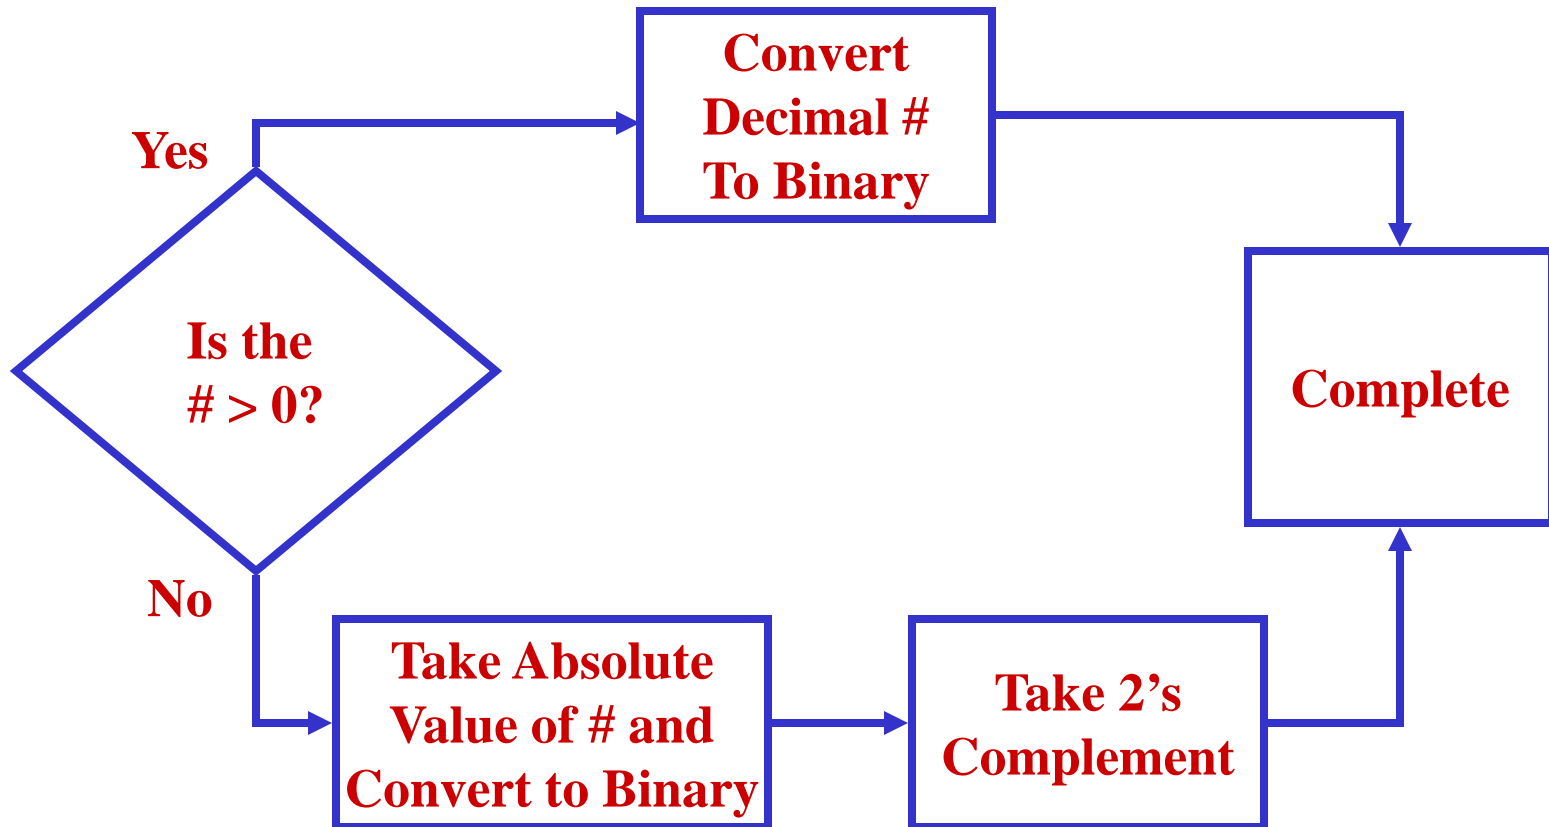 Convert
Decimal #
To Binary
Yes
Is the
# > 0?
Complete
No
Take Absolute
Value of # and
Convert to Binary
Take 2’s
Complement